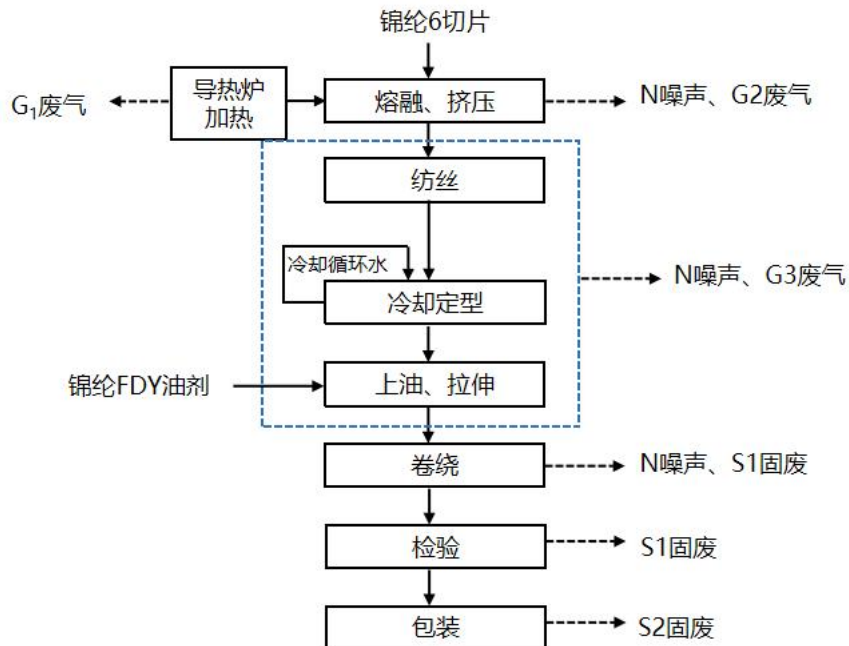 锦纶6切片
G₁废气
导热炉
加热
熔融、挤压
N噪声、G2废气
纺丝
冷却循环水
N噪声、G3废气
冷却定型
锦纶FDY油剂
上油、拉伸
卷绕
N噪声、S1固废
检验
S1固废
包装
S2固废